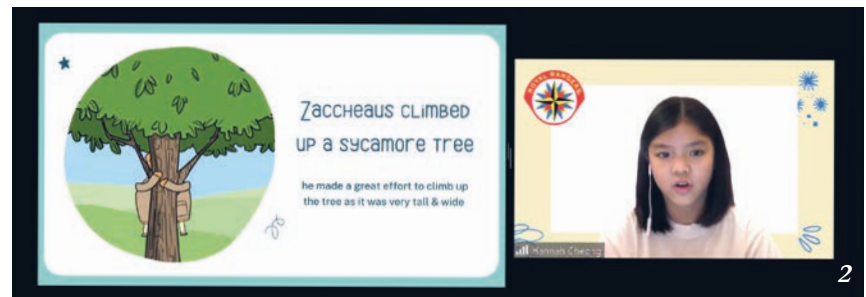 Zaccheaus climbed
up a sycamore tree
he made a great effort to climb up
the tree as it was very tall & wide
ROYAL RANGERS
Hannah Cheong
2